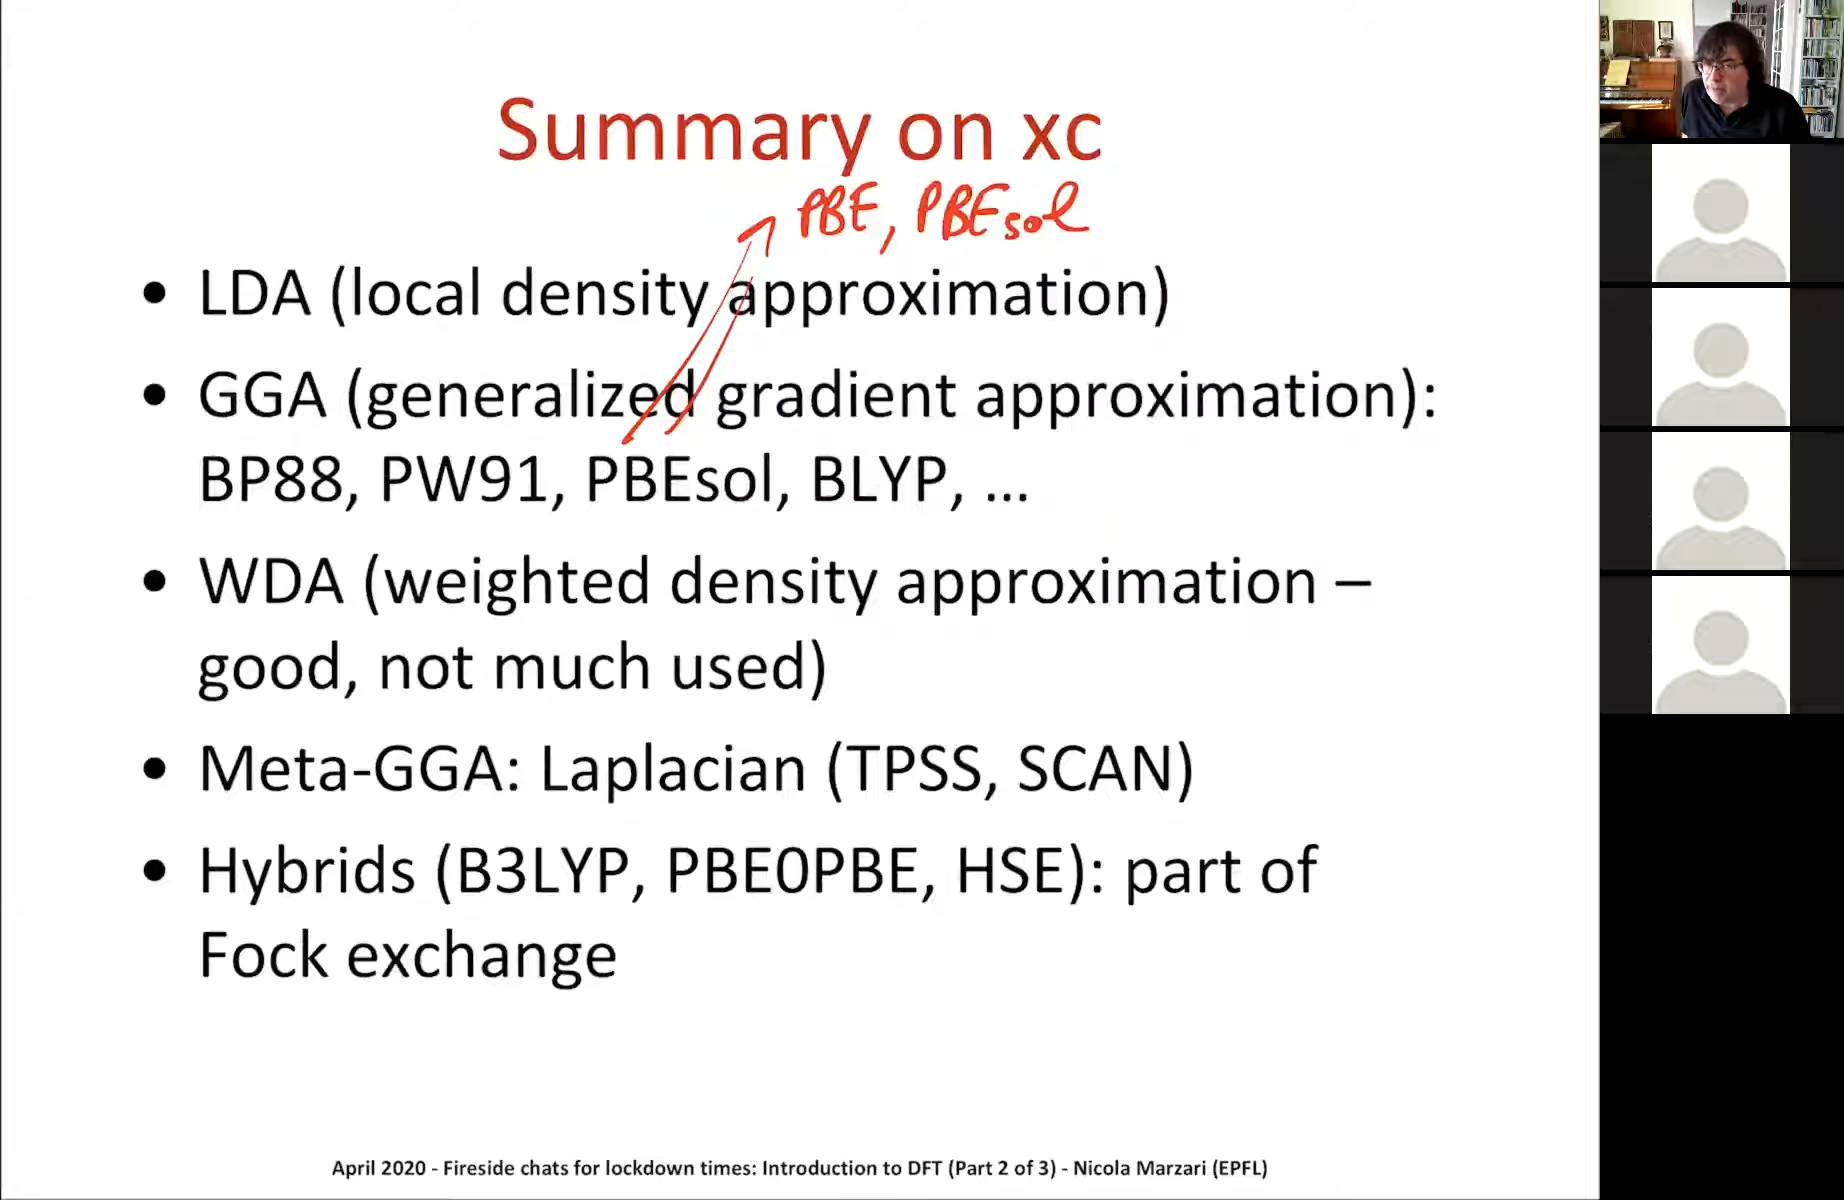 Summary on xc
PBE, PBEsol
• LDA (local density approximation)
• GGA (generalized gradient approximation):
BP88, PW91, PBEsol, BLYP, ...
• WDA (weighted density approximation –
good, not much used)
• Meta-GGA: Laplacian (TPSS, SCAN)
• Hybrids (B3LYP, PBE0PBE, HSE): part of
Fock exchange
April 2020 - Fireside chats for lockdown times: Introduction to DFT (Part 2 of 3) - Nicola Marzari (EPFL)